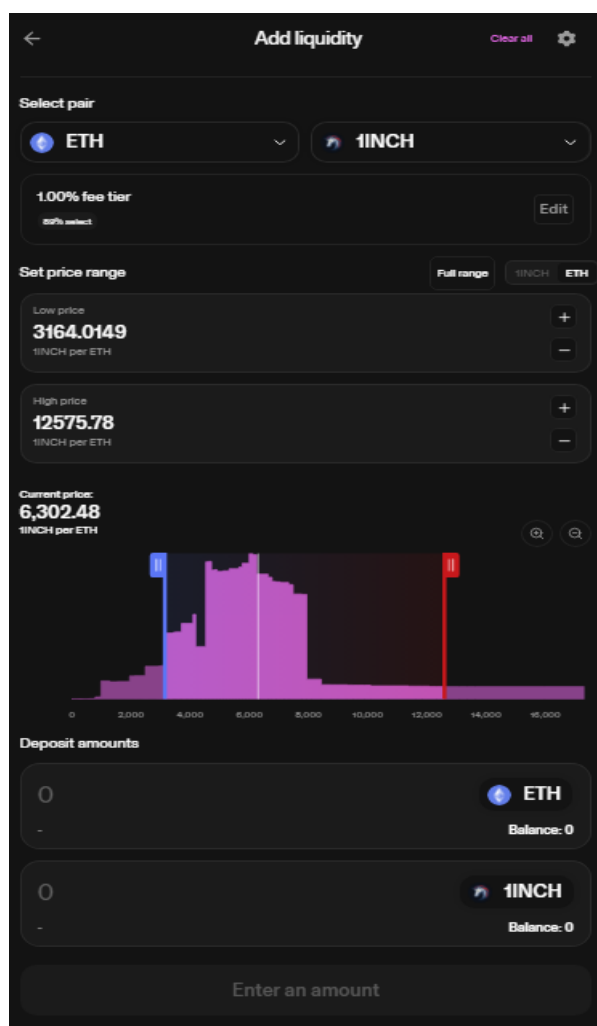 Add liquidity
Clear all
Select pair
ETH
1INCH
1.00% fee tier
89% select
Edit
Set price range
Full range
1INCH
ETH
Low price
3164.0149
1INCH per ETH
High price
12575.78
1INCH per ETH
Current price:
6,302.48
1INCH per ETH
0 2,000 4,000 6,000 8,000 10,000 12,000 14,000 16,000
Deposit amounts
0
ETH
-
Balance: 0
0
1INCH
-
Balance: 0
Enter an amount